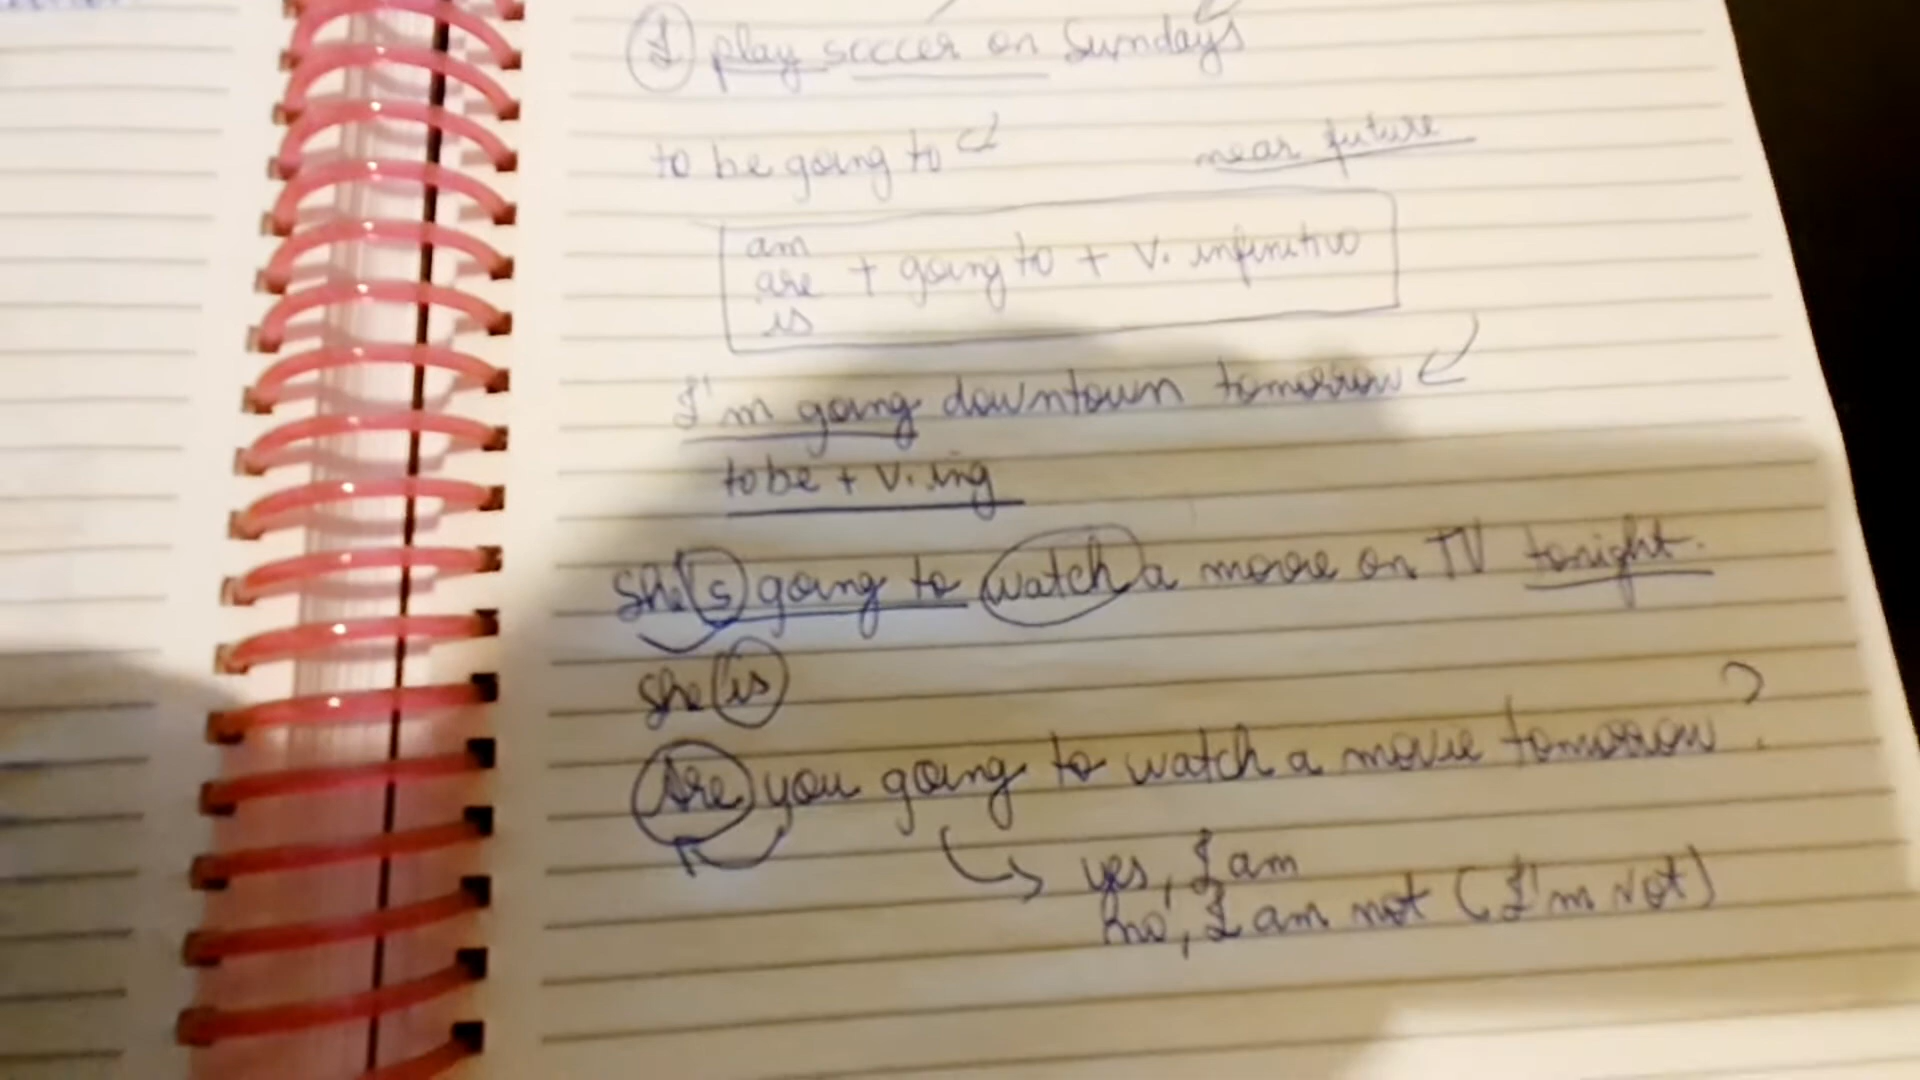 I play soccer on Sundays
to be going to near future
am
are + going to + v. infinitivo
is
I'm going downtown tomorrow
to be + v. ing
She's going to watch a movie on TV tonight.
She is
Are you going to watch a movie tomorrow?
yes, I am
no, I am not (I'm not)